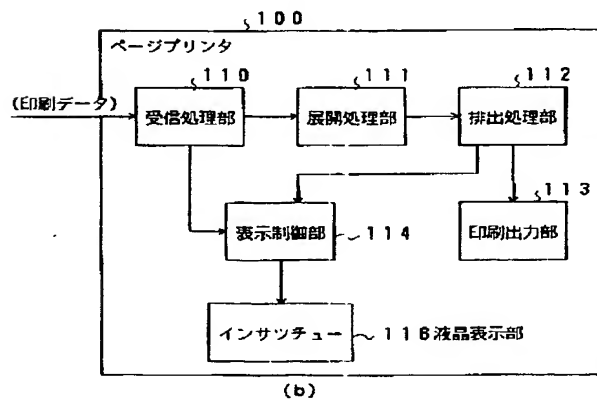 100
ページプリンタ
110
111
112
(印刷データ)
受信処理部
展開処理部
排出処理部
113
表示制御部
114
印刷出力部
インサツチュー
116液晶表示部
(b)